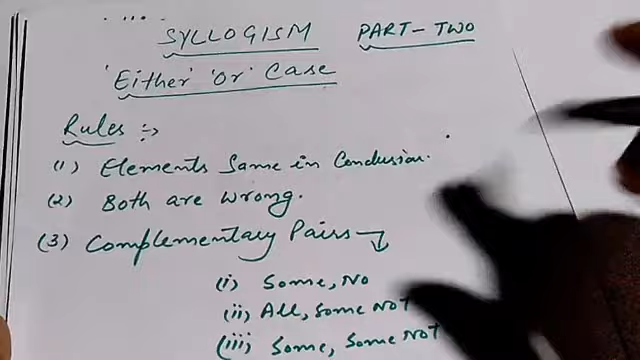 SYLLOGISM PART-TWO
'Either' 'or' Case
Rules :->
(1) Elements Same in Conclusion.
(2) Both are wrong.
(3) Complementary Pairs
(i) Some, No
(ii) All, Some Not
(iii) Some, Some Not